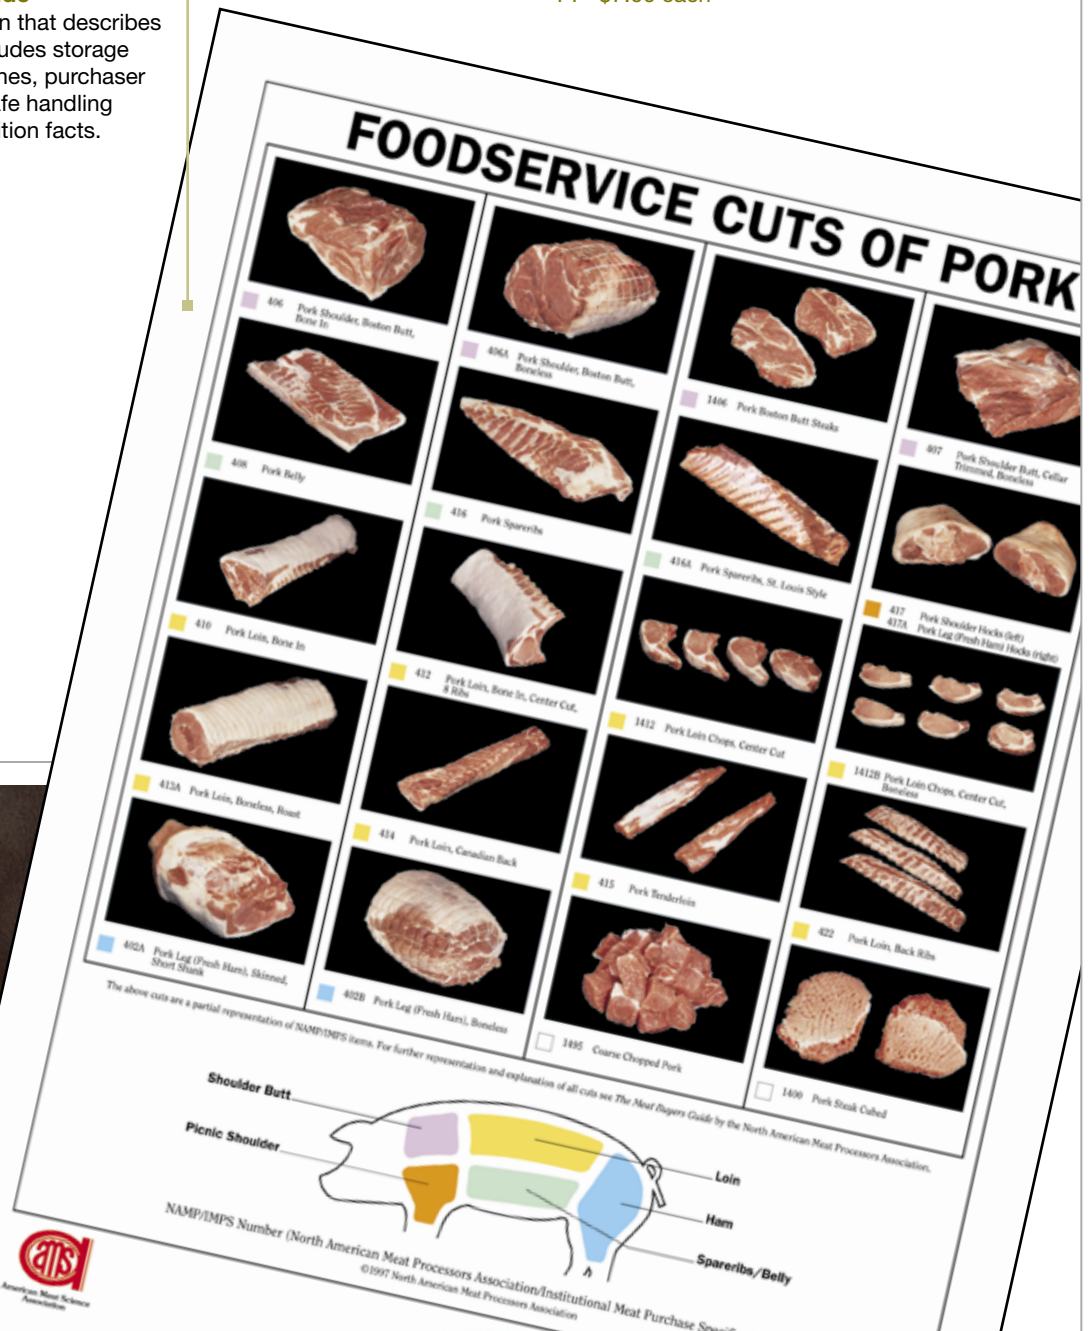 n that describes
udes storage
nes, purchaser
fe handling
ition facts.
FOODSERVICE CUTS OF PORK
406 Pork Shoulder, Boston Butt,
Bone In
406A Pork Shoulder, Boston Butt,
Boneless
1406 Pork Boston Butt Steaks
407 Pork Shoulder Butt, Cellar
Trimmed, Boneless
408 Pork Belly
416 Pork Spareribs
416A Pork Spareribs, St. Louis Style
417 Pork Shoulder Hocks (left)
417A Pork Leg (Fresh Ham) Hocks (right)
410 Pork Loin, Bone In
412 Pork Loin, Bone In, Center Cut,
8 Ribs
1412 Pork Loin Chops, Center Cut
1412B Pork Loin Chops, Center Cut,
Boneless
413A Pork Loin, Boneless, Roast
414 Pork Loin, Canadian Back
415 Pork Tenderloin
422 Pork Loin, Back Ribs
402A Pork Leg (Fresh Ham), Skinned,
Short Shank
402B Pork Leg (Fresh Ham), Boneless
1495 Coarse Chopped Pork
1400 Pork Steak Cubed
The above cuts are a partial representation of NAMP/IMPS items. For further representation and explanation of all cuts see The Meat Buyers Guide by the North American Meat Processors Association.
Shoulder Butt
Picnic Shoulder
Loin
Ham
Spareribs/Belly
NAMP/IMPS Number (North American Meat Processors Association/Institutional Meat Purchase
©1997 North American Meat Processors Association
amsa
American Meat Science
Association